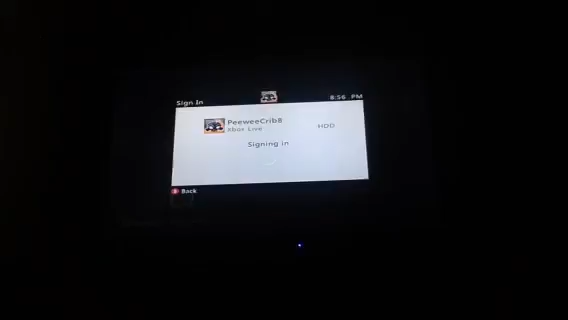 Sign In
8:56 PM
PeeweeCrib8
Xbox Live
HDD
Signing in
B Back